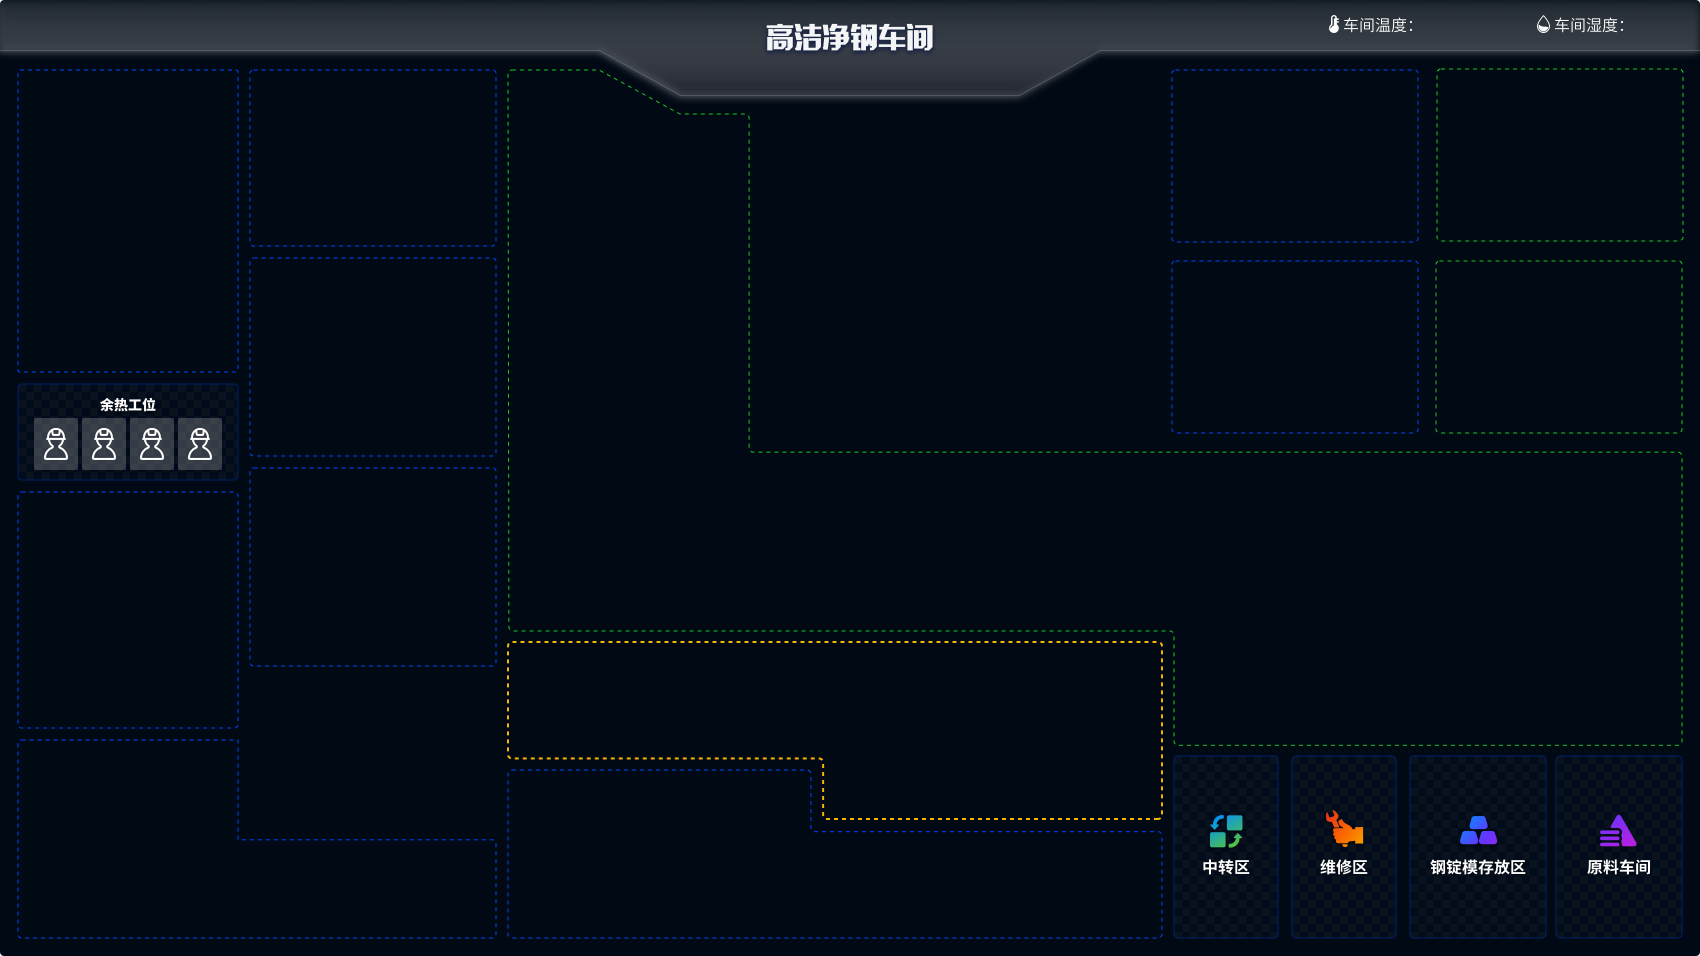 高洁净钢车间
车间温度：
车间湿度：
余热工位
中转区
维修区
钢锭模存放区
原料车间